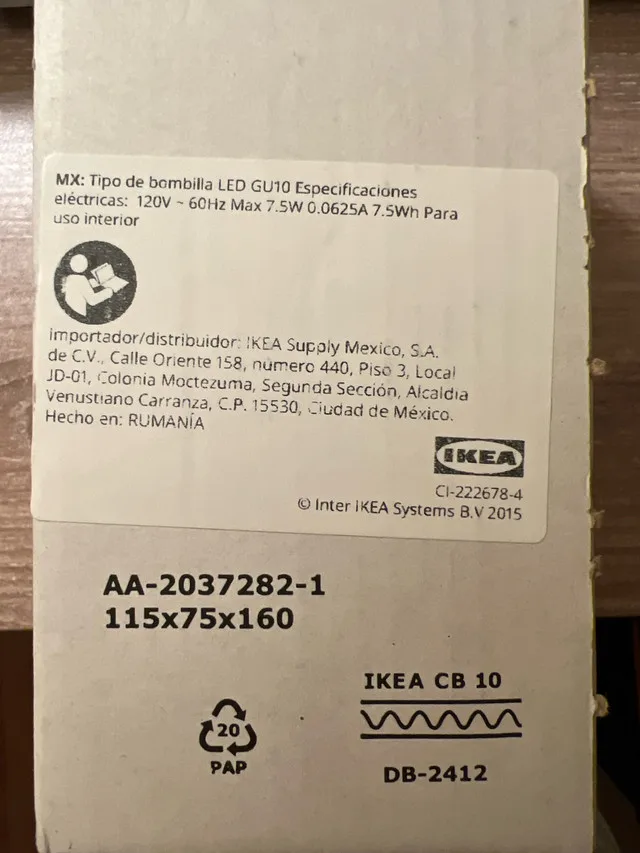 MX: Tipo de bombilla LED GU10 Especificaciones
eléctricas: 120V ~ 60Hz Max 7.5W 0.0625A 7.5Wh Para
uso interior
Importador/distribuidor: IKEA Supply Mexico, S.A.
de C.V., Calle Oriente 158, número 440, Piso 3, Local
JD-01, Colonia Moctezuma, Segunda Sección, Alcaldia
Venustiano Carranza, C.P. 15530, Ciudad de México.
Hecho en: RUMANÍA
IKEA
CI-222678-4
© Inter IKEA Systems B.V 2015
AA-2037282-1
115x75x160
IKEA CB 10
20
PAP
DB-2412